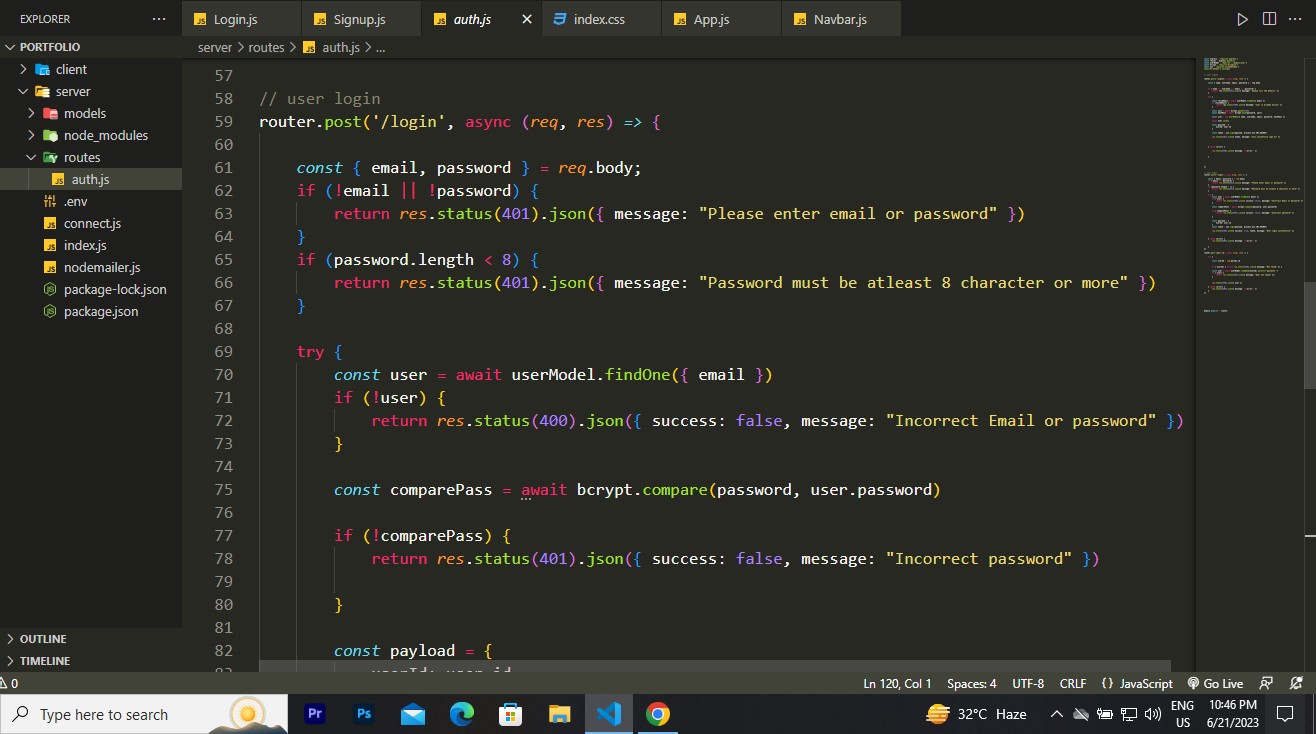 EXPLORER ···
Login.js
Signup.js
auth.js
index.css
App.js
Navbar.js
PORTFOLIO
server > routes > auth.js > ...
client
server
models
node_modules
routes
auth.js
.env
connect.js
index.js
nodemailer.js
package-lock.json
package.json
57
58 // user login
59 router.post('/login', async (req, res) => {
60
61 const { email, password } = req.body;
62 if (!email || !password) {
63 return res.status(401).json({ message: "Please enter email or password" })
64 }
65 if (password.length < 8) {
66 return res.status(401).json({ message: "Password must be atleast 8 character or more" })
67 }
68
69 try {
70 const user = await userModel.findOne({ email })
71 if (!user) {
72 return res.status(400).json({ success: false, message: "Incorrect Email or password" })
73 }
74
75 const comparePass = await bcrypt.compare(password, user.password)
76
77 if (!comparePass) {
78 return res.status(401).json({ success: false, message: "Incorrect password" })
79
80 }
81
82 const payload = {
OUTLINE
TIMELINE
0
Ln 120, Col 1 Spaces: 4 UTF-8 CRLF {} JavaScript Go Live
Type here to search
Pr
Ps
32°C Haze
ENG
US
10:46 PM
6/21/2023